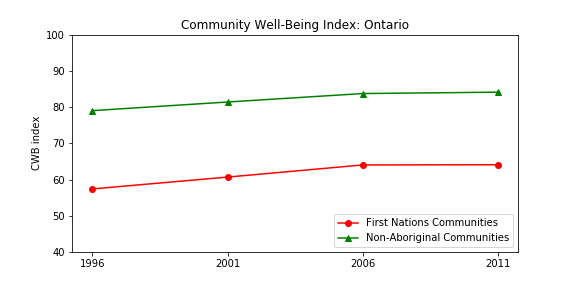 Community Well-Being Index: Ontario
100
90
80
70
60
50
40
CWB index
1996
2001
2006
2011
First Nations Communities
Non-Aboriginal Communities